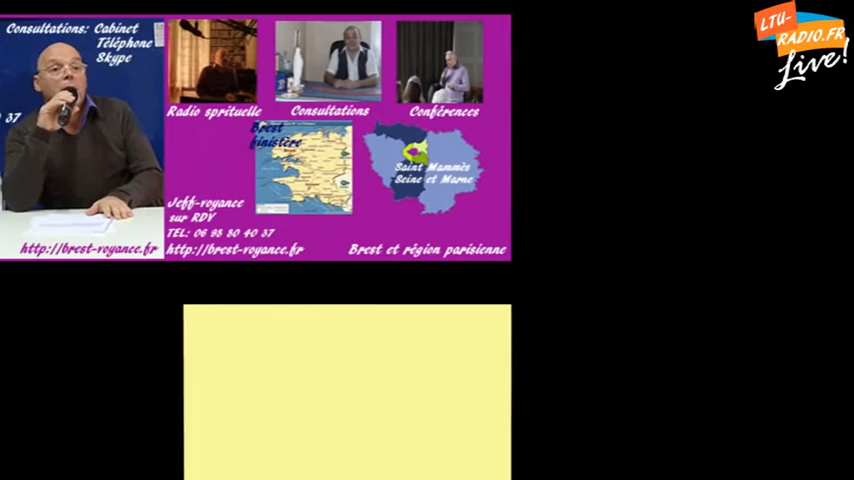 Consultations: Cabinet
Téléphone
Skype
37
http://brest-voyance.fr
Radio sprituelle
Consultations
Conférences
Brest
finistère
Saint Mammès
Seine et Marne
Jeff-voyance
sur RDV
TEL: 06 98 80 40 37
http://brest-voyance.fr
Brest et région parisienne
LTU-
RADIO.FR
Live!